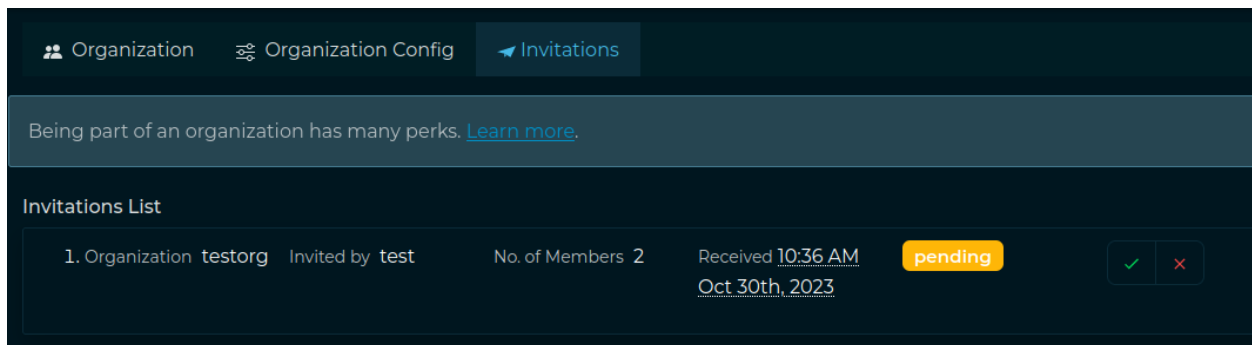 Organization Organization Config Invitations
Being part of an organization has many perks. Learn more.
Invitations List
1. Organization testorg Invited by test No. of Members 2 Received 10:36 AM pending
Oct 30th, 2023